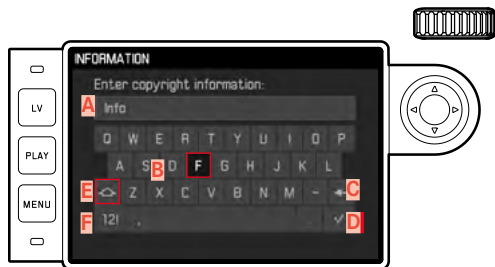 INFORMATION
Enter copyright information:
A Info
Q W E R T Y U I O P
A S B D F G H J K L
E Z X C V B N M - C
F 12! , D
LV
PLAY
MENU